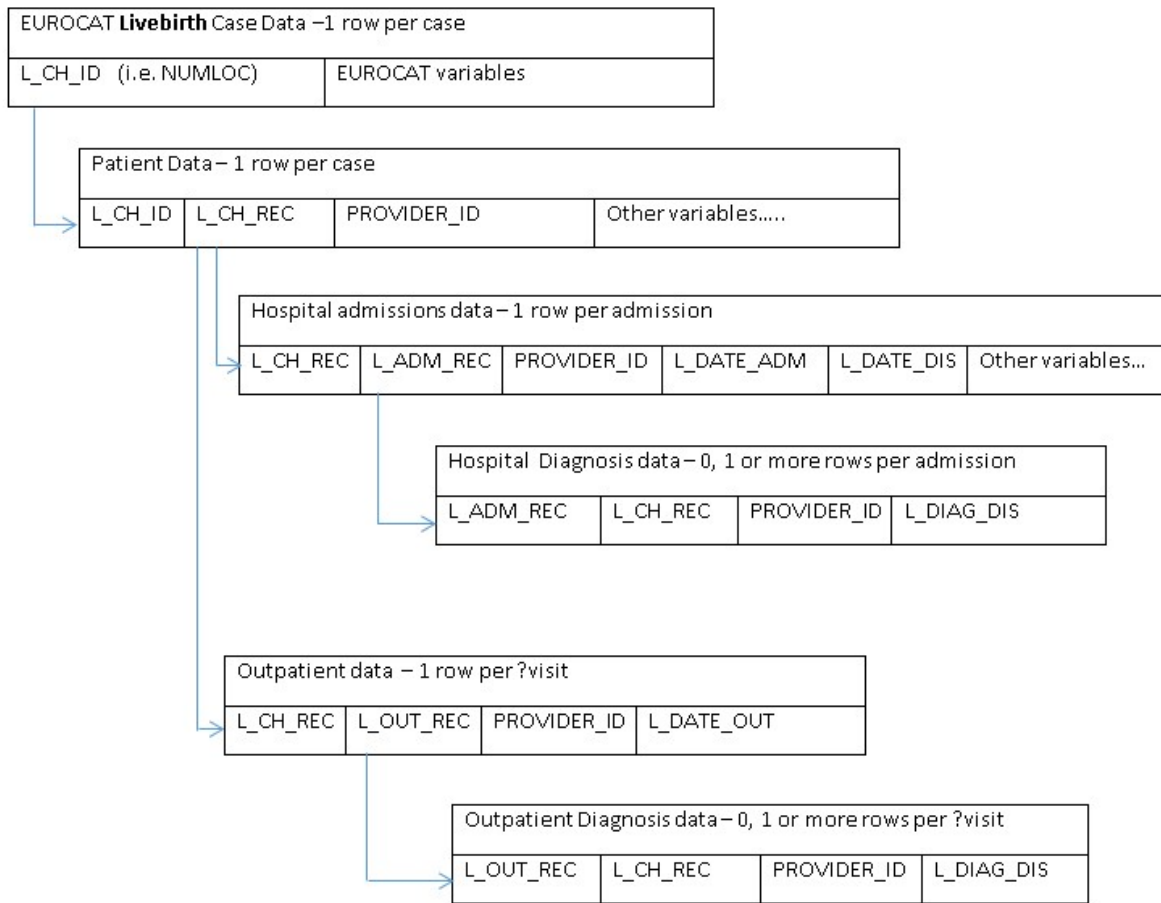 EUROCAT Livebirth Case Data –1 row per case
L_CH_ID (i.e. NUMLOC) EUROCAT variables
Patient Data – 1 row per case
L_CH_ID L_CH_REC PROVIDER_ID Other variables.....
Hospital admissions data – 1 row per admission
L_CH_REC L_ADM_REC PROVIDER_ID L_DATE_ADM L_DATE_DIS Other variables...
Hospital Diagnosis data – 0, 1 or more rows per admission
L_ADM_REC L_CH_REC PROVIDER_ID L_DIAG_DIS
Outpatient data – 1 row per ?visit
L_CH_REC L_OUT_REC PROVIDER_ID L_DATE_OUT
Outpatient Diagnosis data – 0, 1 or more rows per ?visit
L_OUT_REC L_CH_REC PROVIDER_ID L_DIAG_DIS